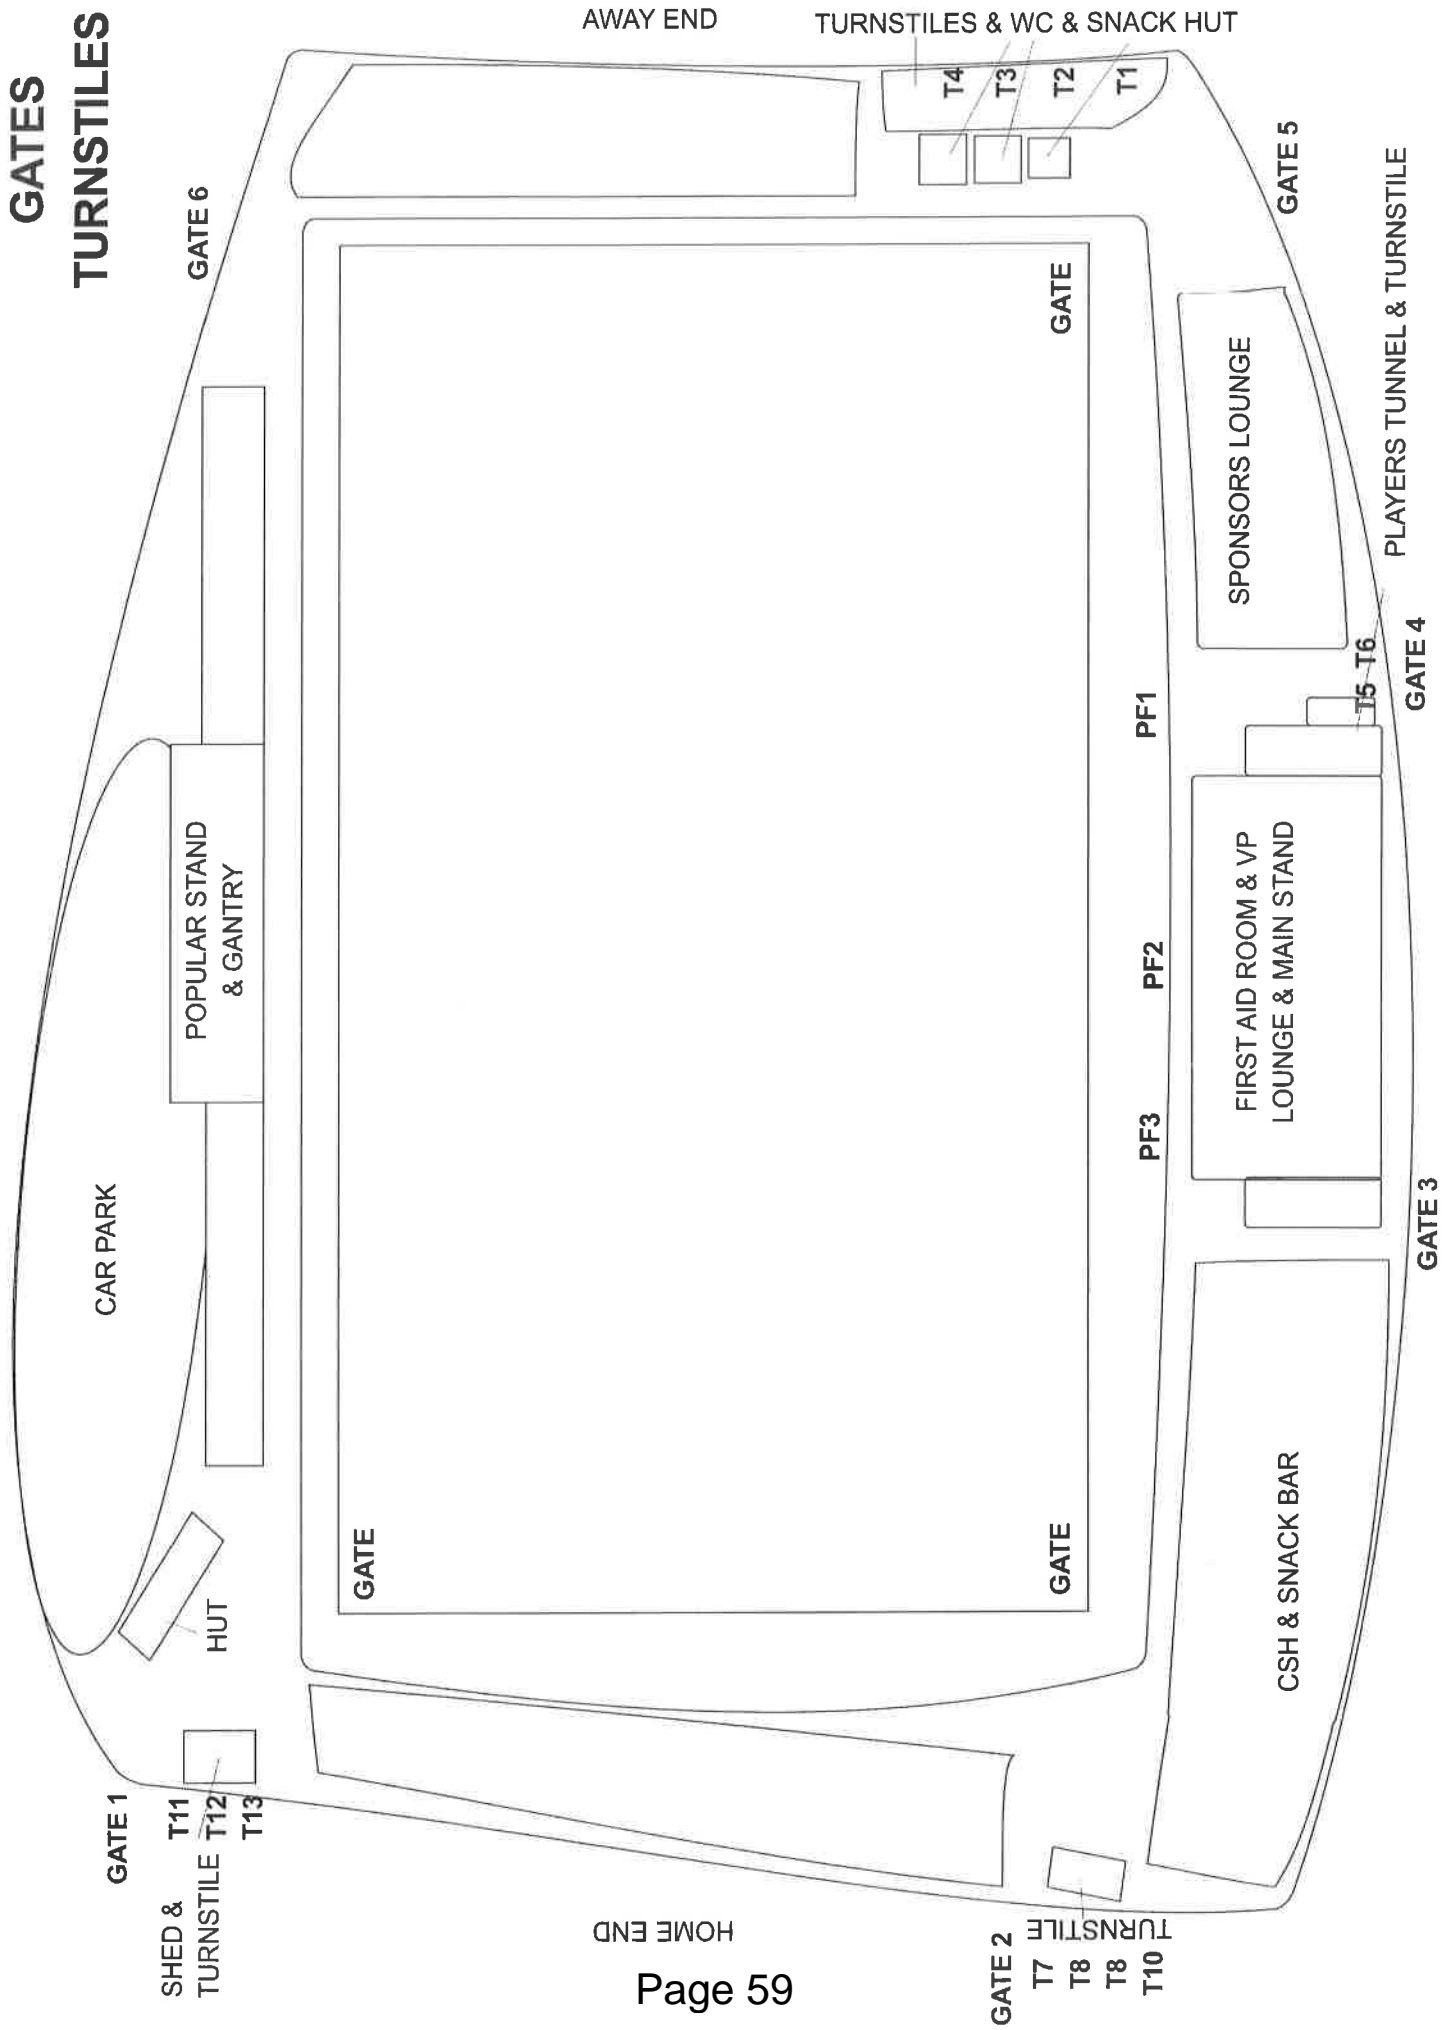 GATES
TURNSTILES
AWAY END
TURNSTILES & WC & SNACK HUT
T4
T3
T2
T1
GATE 6
GATE 5
GATE
PLAYERS TUNNEL & TURNSTILE
SPONSORS LOUNGE
T5 T6
GATE 4
PF1
POPULAR STAND
& GANTRY
FIRST AID ROOM & VP
LOUNGE & MAIN STAND
PF2
PF3
CAR PARK
GATE 3
GATE
GATE
CSH & SNACK BAR
HUT
GATE 1
T11
T12
T13
SHED &
TURNSTILE
HOME END
GATE 2
TURNSTILE
T7
T8
T8
T10
Page 59